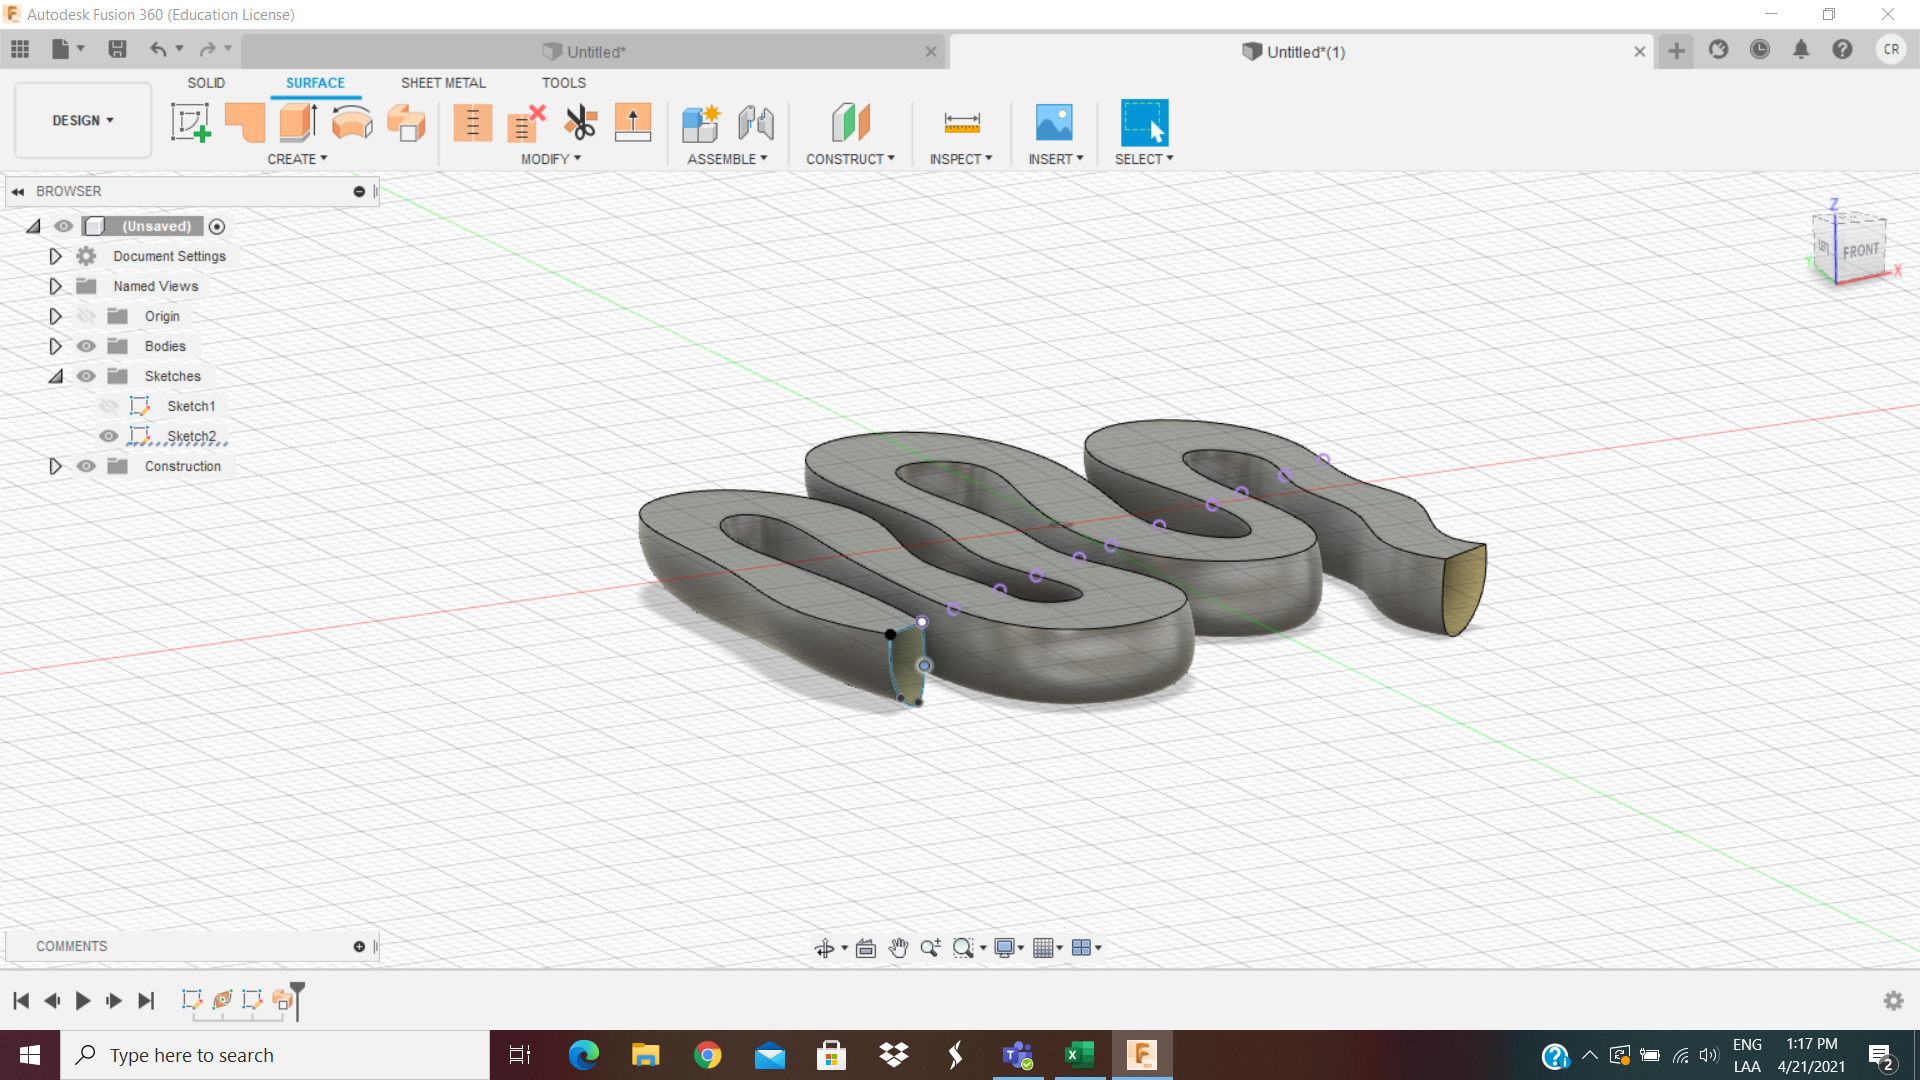 Autodesk Fusion 360 (Education License)
Untitled*
Untitled*(1)
CR
SOLID SURFACE SHEET METAL TOOLS
DESIGN
CREATE MODIFY ASSEMBLE CONSTRUCT INSPECT INSERT SELECT
BROWSER
(Unsaved)
Document Settings
Named Views
Origin
Bodies
Sketches
Sketch1
Sketch2
Construction
Z
FRONT
Y
X
COMMENTS
Type here to search
ENG
LAA
1:17 PM
4/21/2021
2